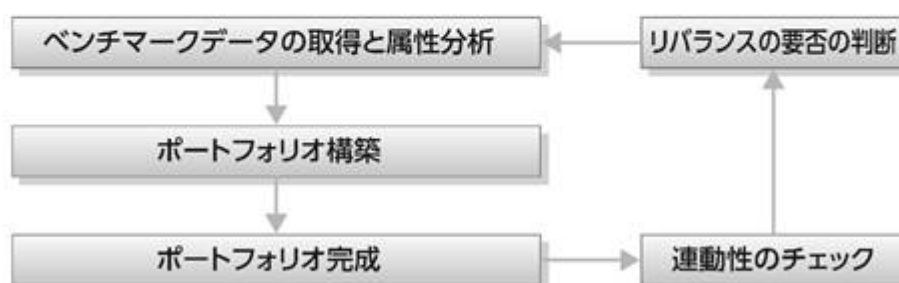 ベンチマークデータの取得と属性分析
リバランスの要否の判断
ポートフォリオ構築
ポートフォリオ完成
連動性のチェック